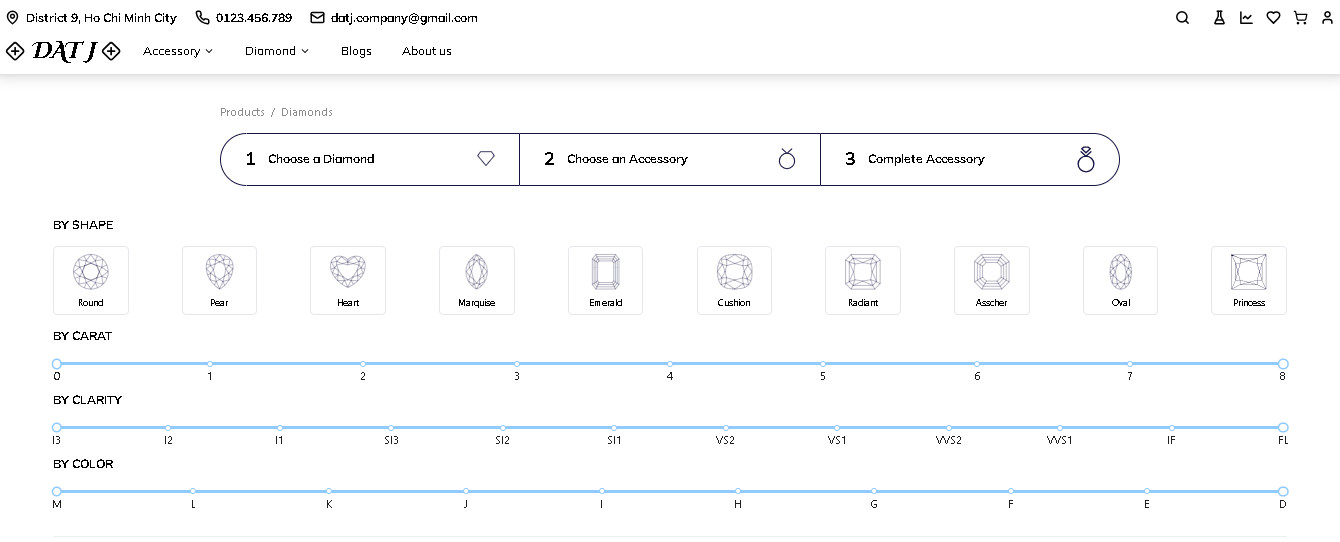 District 9, Ho Chi Minh City 0123.456.789 datj.company@gmail.com
DATJ Accessory Diamond Blogs About us
Products / Diamonds
1 Choose a Diamond 2 Choose an Accessory 3 Complete Accessory
BY SHAPE
Round Pear Heart Marquise Emerald Cushion Radiant Asscher Oval Princess
BY CARAT
0 1 2 3 4 5 6 7 8
BY CLARITY
I3 I2 I1 SI3 SI2 SI1 VS2 VS1 VVS2 VVS1 IF FL
BY COLOR
M L K J I H G F E D